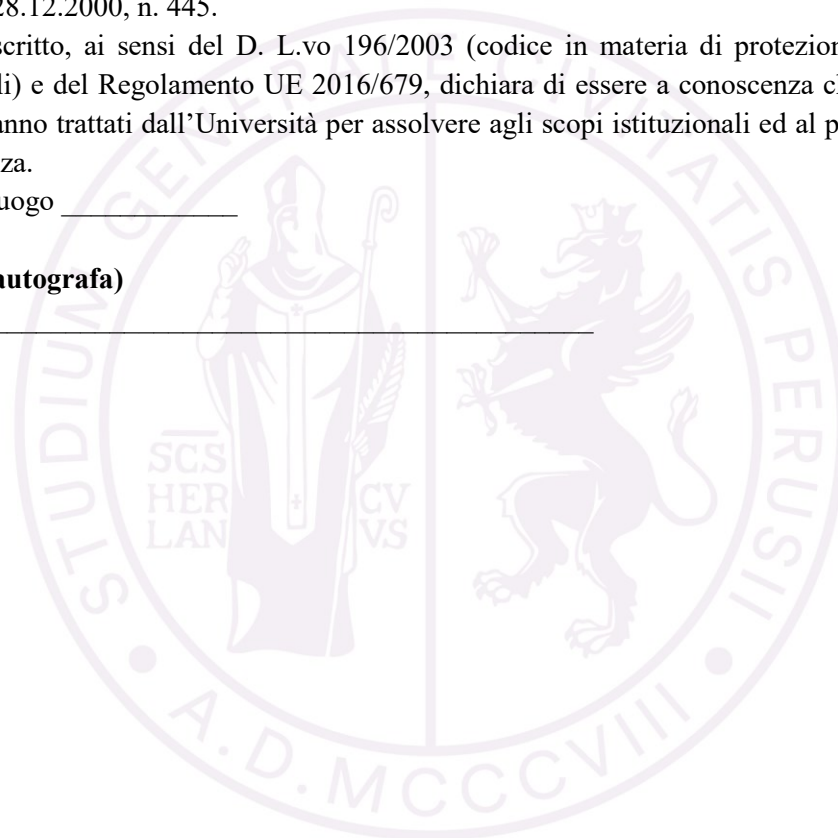 28.12.2000, n. 445.
scritto, ai sensi del D. L.vo 196/2003 (codice in materia di protezion
li) e del Regolamento UE 2016/679, dichiara di essere a conoscenza c
anno trattati dall’Università per assolvere agli scopi istituzionali ed al p
za.
uogo ____________
autografa)
STUDIUM GENERALE CIVITATIS PERUSII
SCS
HER
LAN
CV
VS
A.D. MCCCVIII